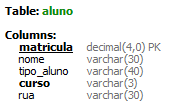 Table: aluno
Columns:
matricula decimal(4,0) PK
nome varchar(30)
tipo_aluno varchar(40)
curso varchar(3)
rua varchar(30)